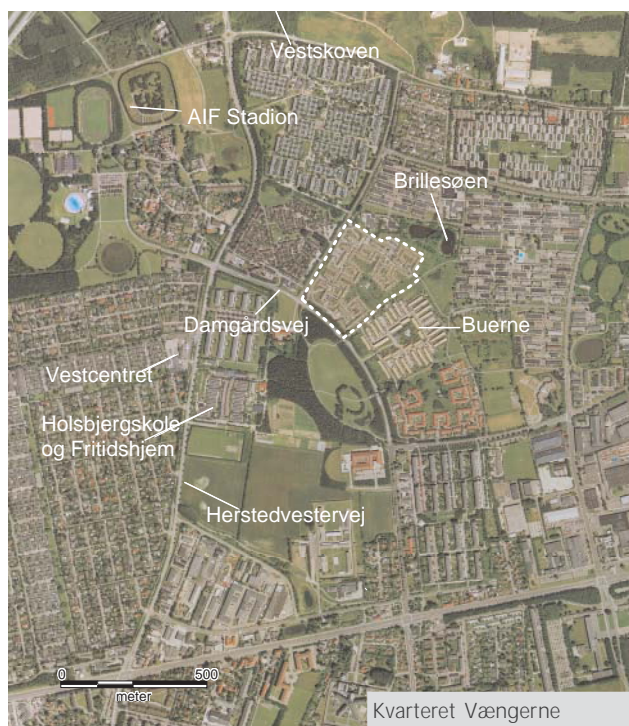 Vestskoven
AIF Stadion
Brillesøen
Damgårdsvej
Buerne
Vestcentret
Holsbjergskole
og Fritidshjem
Herstedvestervej
0 500
meter
Kvarteret Vængerne